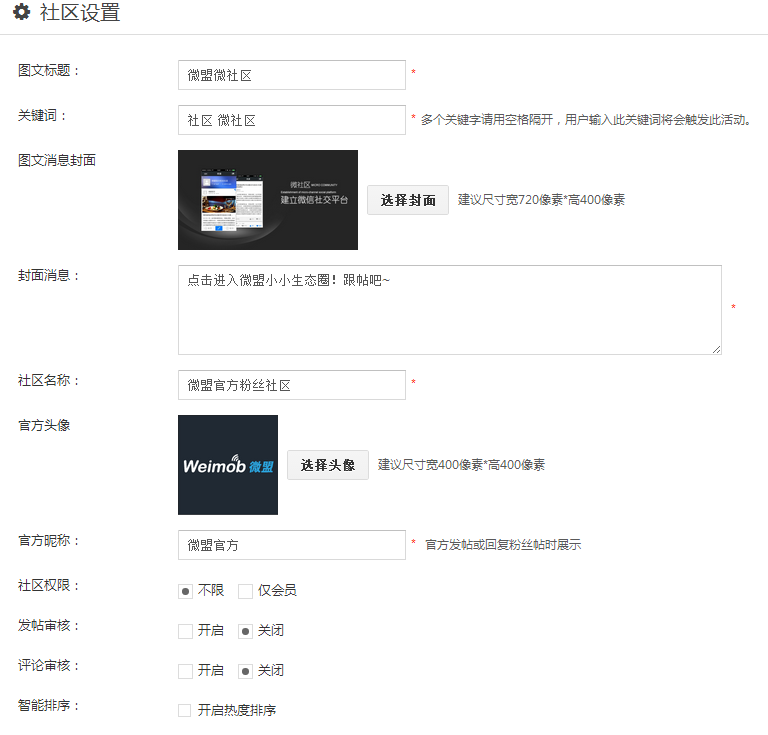 社区设置
图文标题：
微盟微社区
*
关键词：
社区 微社区
* 多个关键字请用空格隔开，用户输入此关键词将会触发此活动。
图文消息封面
微社区
建立微信社交平台
选择封面
建议尺寸宽720像素*高400像素
封面消息：
点击进入微盟小小生态圈！跟帖吧~
*
社区名称：
微盟官方粉丝社区
*
官方头像
Weimob 微盟
选择头像
建议尺寸宽400像素*高400像素
官方昵称：
微盟官方
* 官方发帖或回复粉丝帖时展示
社区权限：
不限 仅会员
发帖审核：
开启 关闭
评论审核：
开启 关闭
智能排序：
开启热度排序